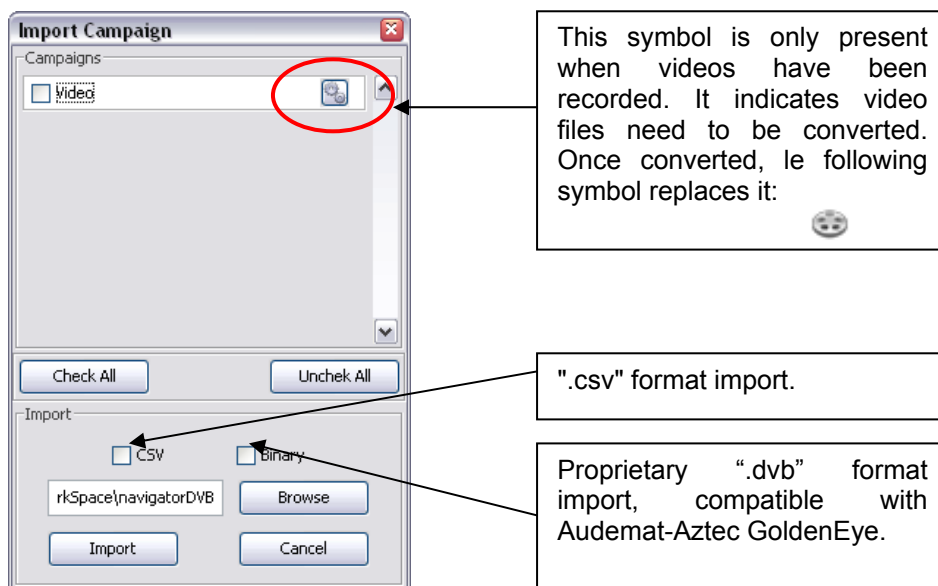 Import Campaign
Campaigns
Video
Check All
Unchek All
Import
CSV
Binary
rkSpace\navigatorDVB
Browse
Import
Cancel
This symbol is only present
when videos have been
recorded. It indicates video
files need to be converted.
Once converted, le following
symbol replaces it:
".csv" format import.
Proprietary “.dvb” format
import, compatible with
Audemat-Aztec GoldenEye.